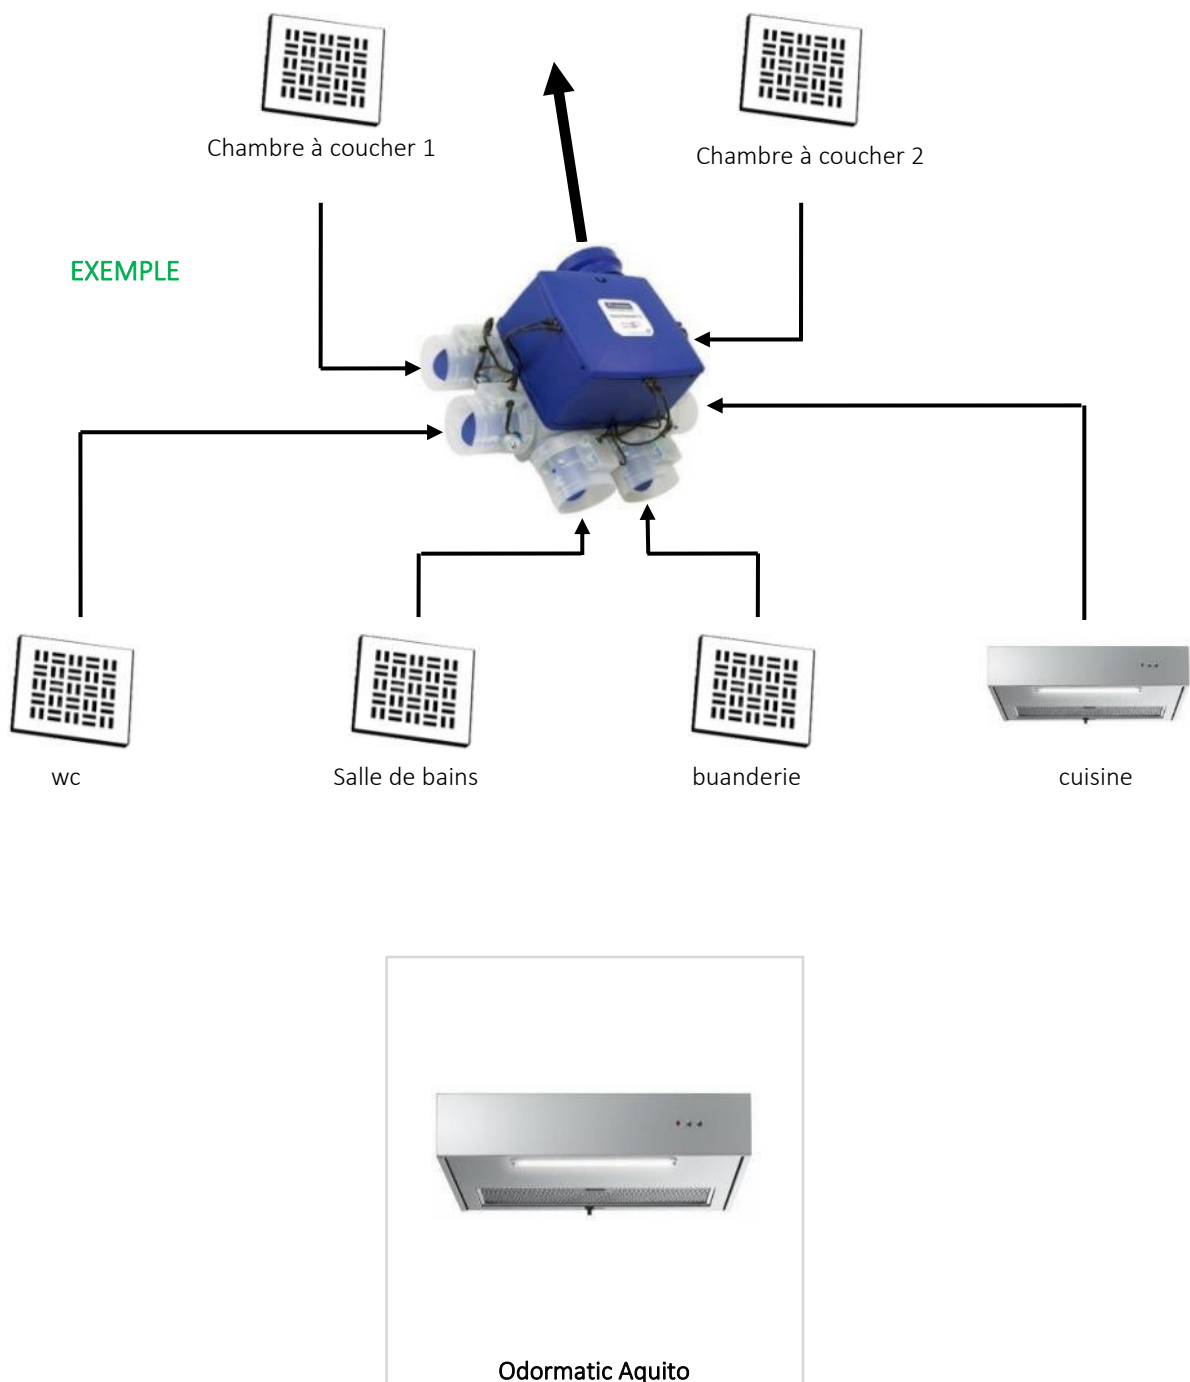 Chambre à coucher 1
Chambre à coucher 2
EXEMPLE
wc
Salle de bains
buanderie
cuisine
Odormatic Aquito